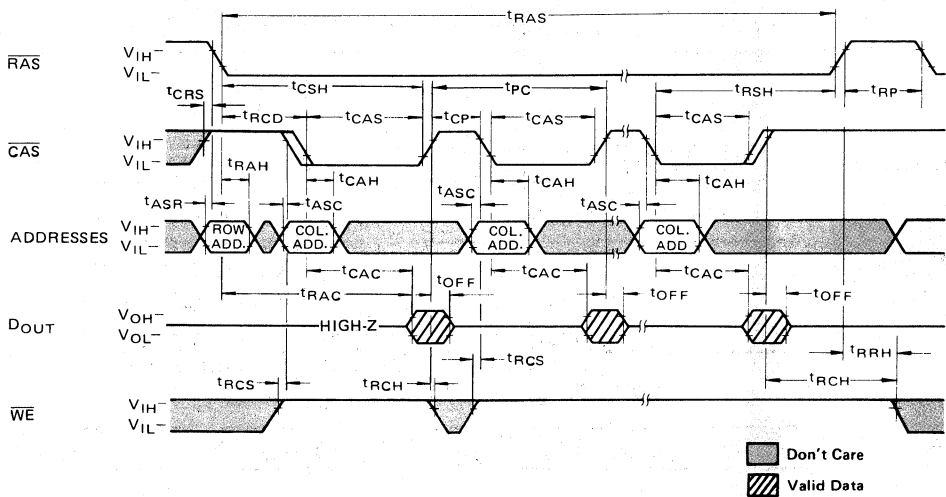 tRAS
RAS
VIH
VIL
tCRS
tCSH
tPC
tRSH
tRP
tRCD
tCAS
tCP
tCAS
tCAS
CAS
VIH
VIL
tRAH
tCAH
tCAH
tCAH
tASR
tASC
tASC
tASC
ADDRESSES
VIH
VIL
ROW ADD.
COL. ADD.
COL. ADD.
COL. ADD
tCAC
tCAC
tCAC
tRAC
tOFF
tOFF
tOFF
DOUT
VOH
VOL
HIGH-Z
tRCS
tRCH
tRCS
tRRH
tRCH
WE
VIH
VIL
Don't Care
Valid Data